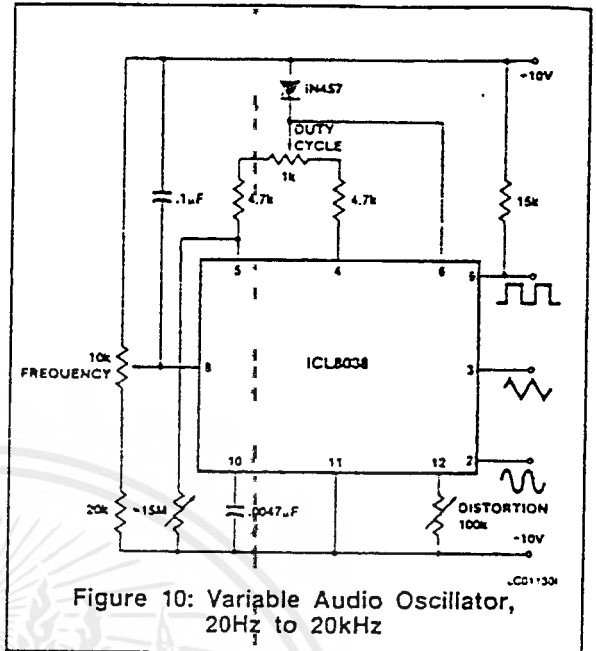 -10V
1N457
DUTY
CYCLE
1k
.1µF
4.7k
4.7k
15k
5
4
6
9
10k
FREQUENCY
8
ICL8038
3
2
10
11
12
20k
~15M
.0047µF
DISTORTION
100k
-10V
Figure 10: Variable Audio Oscillator,
20Hz to 20kHz